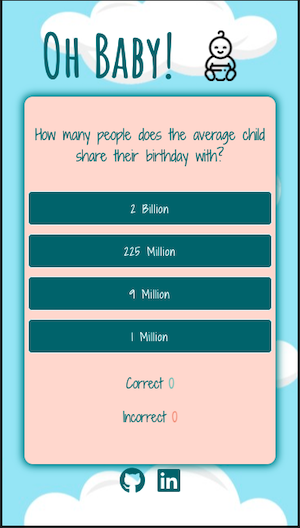 Oh Baby!
How many people does the average child
share their birthday with?
2 Billion
225 Million
9 Million
1 Million
Correct 0
Incorrect 0
in